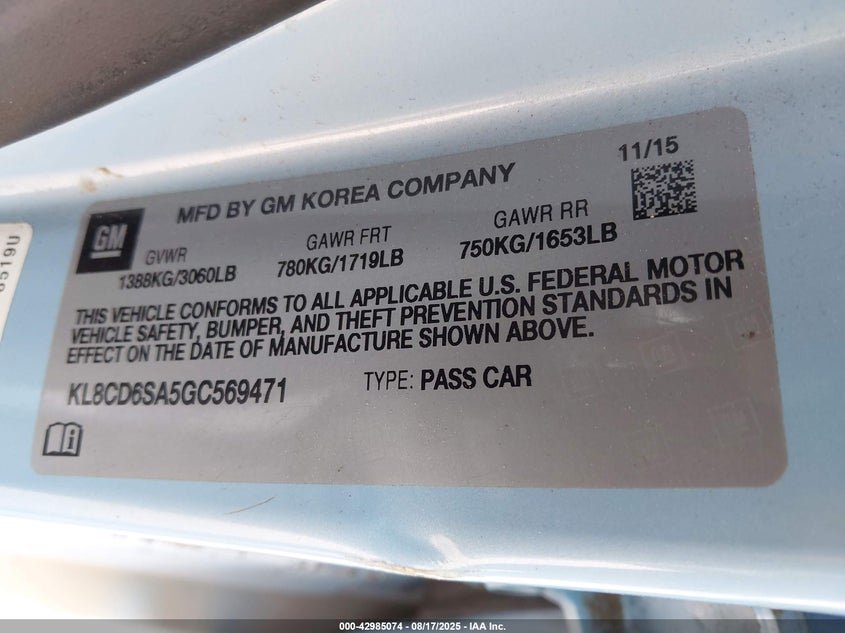 11/15
MFD BY GM KOREA COMPANY
GM
GVWR
GAWR FRT
GAWR RR
1388KG/3060LB
780KG/1719LB
750KG/1653LB
THIS VEHICLE CONFORMS TO ALL APPLICABLE U.S. FEDERAL MOTOR
VEHICLE SAFETY, BUMPER, AND THEFT PREVENTION STANDARDS IN
EFFECT ON THE DATE OF MANUFACTURE SHOWN ABOVE.
KL8CD6SA5GC569471
TYPE: PASS CAR
000-42985074 - 08/17/2025 - IAA Inc.